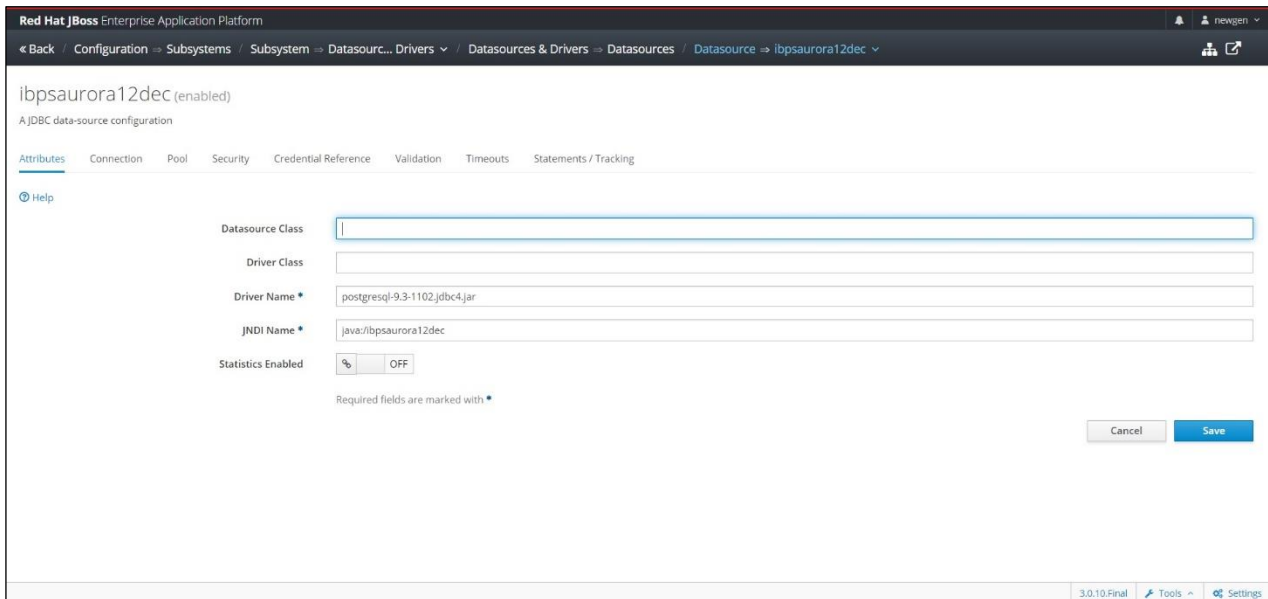 Red Hat JBoss Enterprise Application Platform newgen
« Back / Configuration ⇒ Subsystems / Subsystem ⇒ Datasourc... Drivers / Datasources & Drivers ⇒ Datasources / Datasource ⇒ ibpsaurora12dec
ibpsaurora12dec (enabled)
A JDBC data-source configuration
Attributes Connection Pool Security Credential Reference Validation Timeouts Statements / Tracking
Help
Datasource Class
Driver Class
Driver Name * postgresql-9.3-1102.jdbc4.jar
JNDI Name * java:/ibpsaurora12dec
Statistics Enabled OFF
Required fields are marked with *
Cancel Save
3.0.10.Final Tools Settings